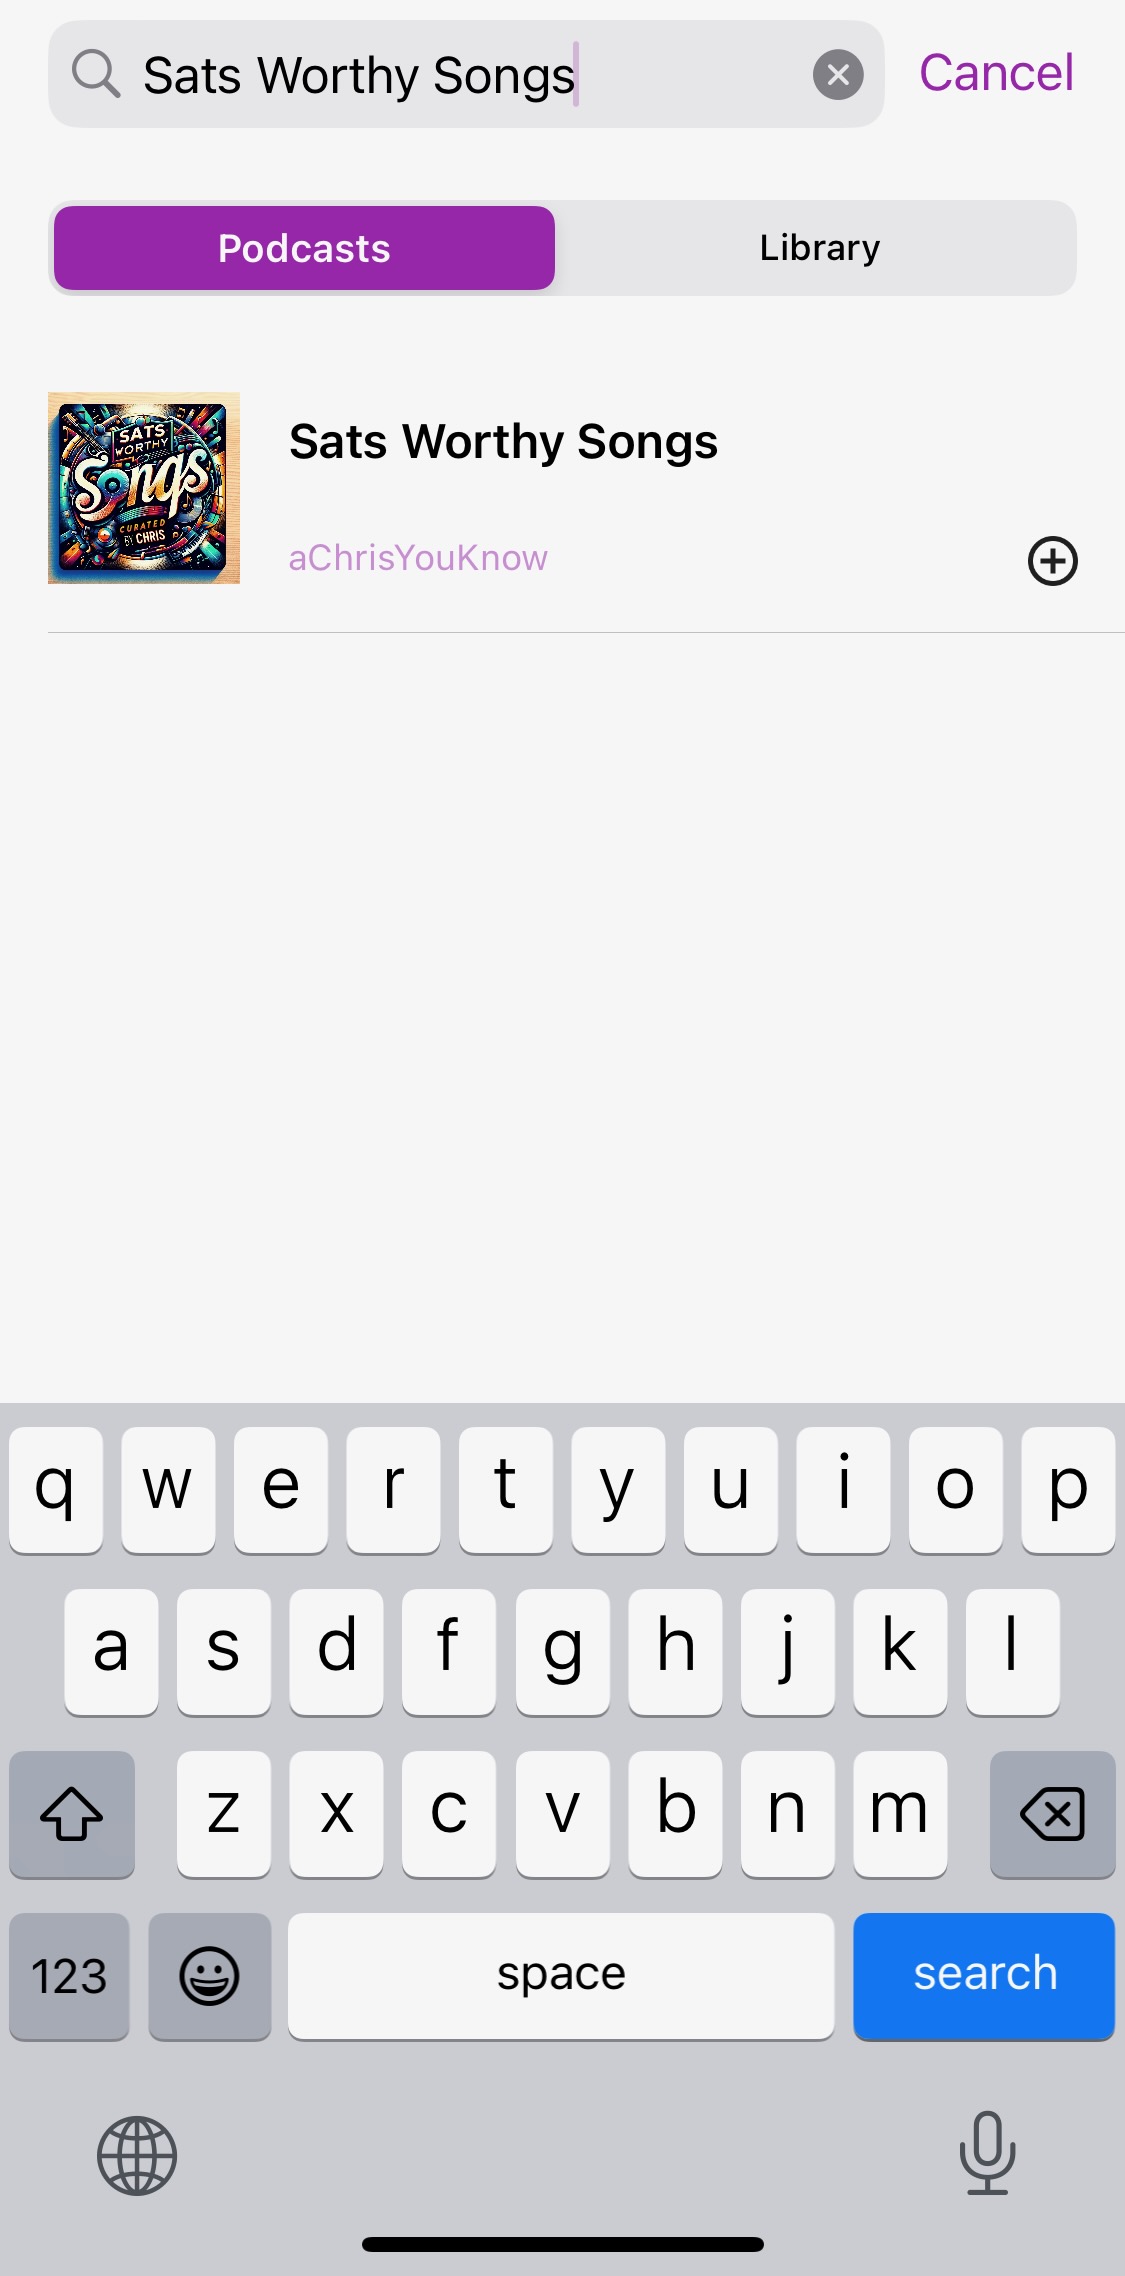 Sats Worthy Songs
Cancel
Podcasts
Library
SATS
WORTHY
Songs
CURATED
BY CHRIS
Sats Worthy Songs
aChrisYouKnow
q w e r t y u i o p
a s d f g h j k l
z x c v b n m
123
space
search